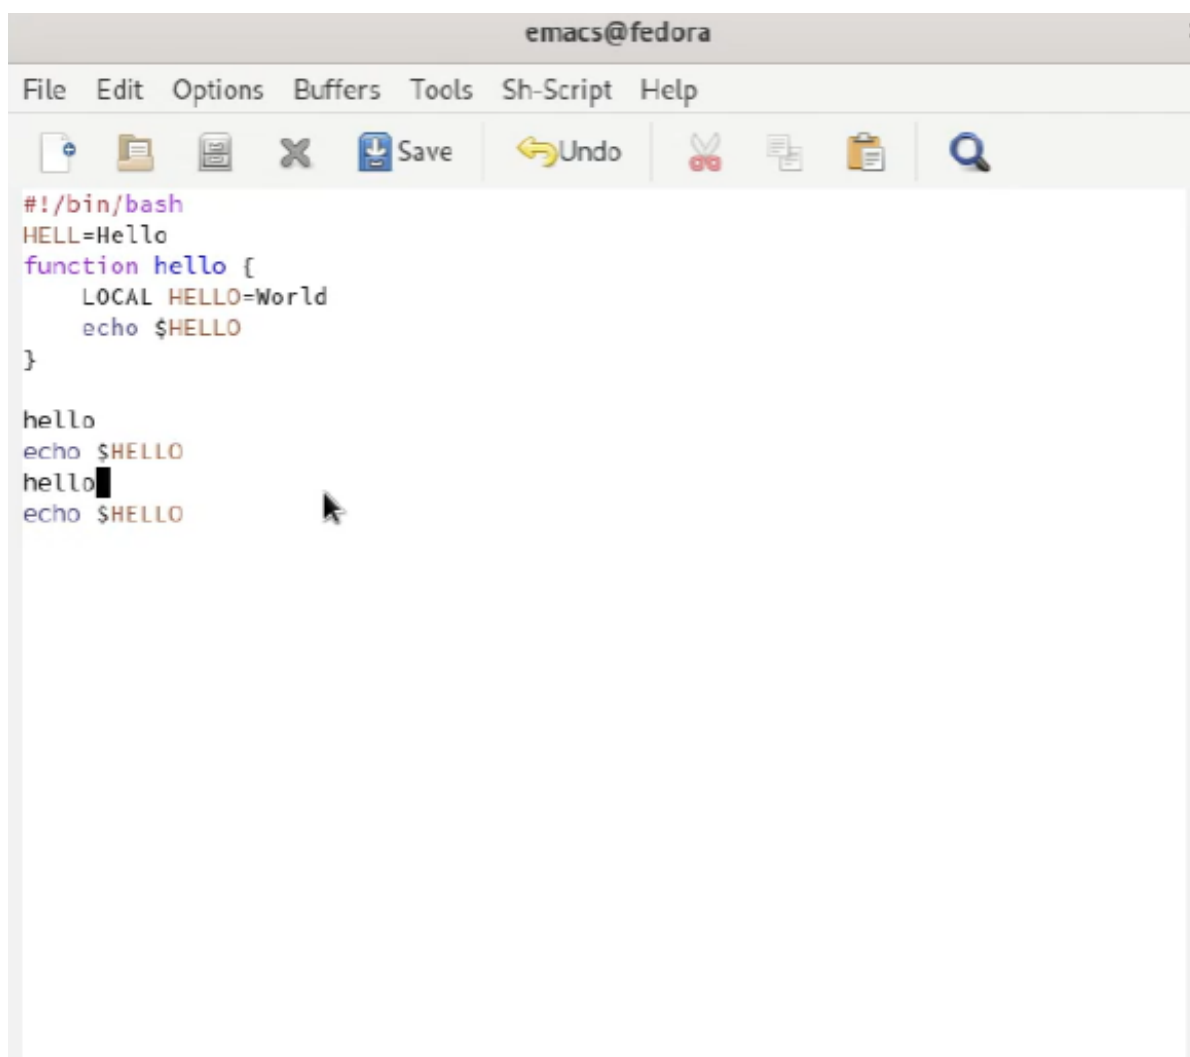 emacs@fedora
File Edit Options Buffers Tools Sh-Script Help
Save Undo
#!/bin/bash
HELL=Hello
function hello {
    LOCAL HELLO=World
    echo $HELLO
}
hello
echo $HELLO
hello
echo $HELLO